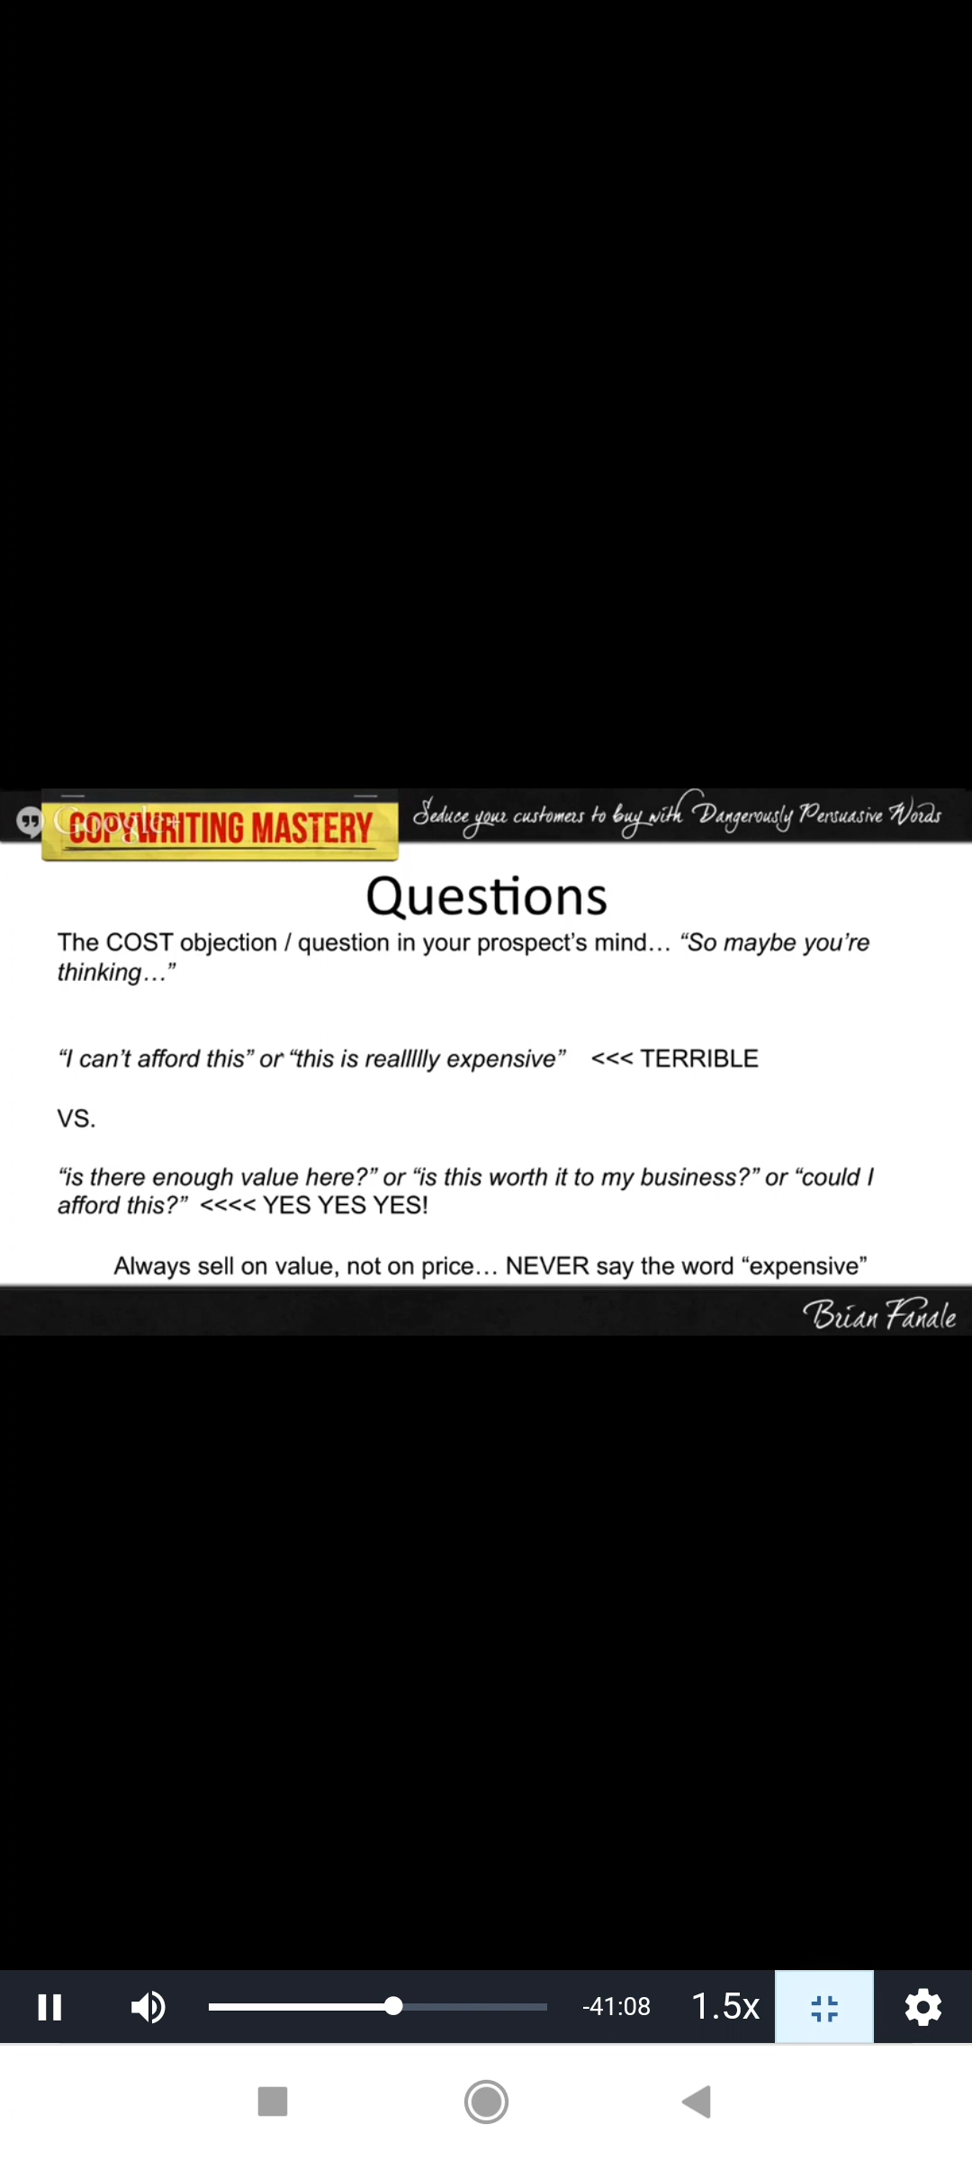 Google+
COPYWRITING MASTERY
Seduce your customers to buy with Dangerously Persuasive Words
Questions
The COST objection / question in your prospect’s mind… “So maybe you’re
thinking…”
“I can’t afford this” or “this is reallllly expensive” <<< TERRIBLE
VS.
“is there enough value here?” or “is this worth it to my business?” or “could I
afford this?” <<<< YES YES YES!
Always sell on value, not on price… NEVER say the word “expensive”
Brian Fanale
-41:08
1.5x